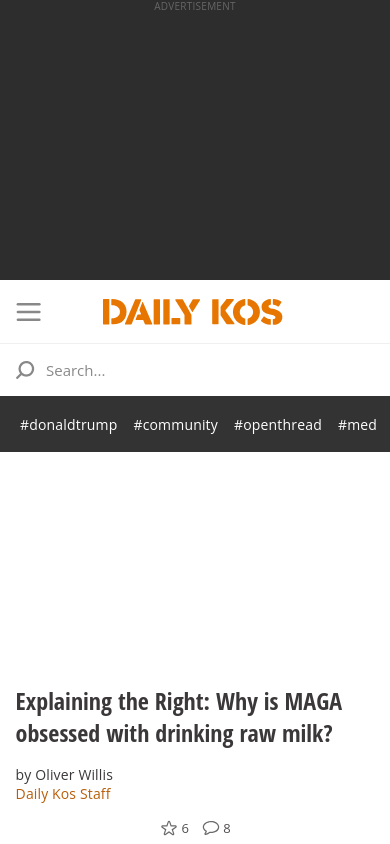 ADVERTISEMENT
DAILY KOS
Search...
#donaldtrump #community #openthread #med
Explaining the Right: Why is MAGA
obsessed with drinking raw milk?
by Oliver Willis
Daily Kos Staff
6 8